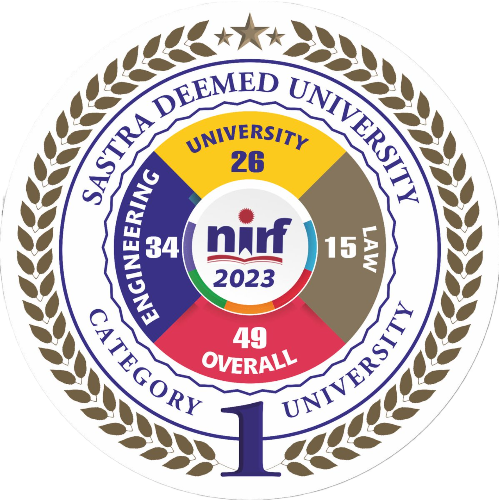 SASTRA DEEMED UNIVERSITY
UNIVERSITY
26
ENGINEERING
34
nirf
2023
15
LAW
49
OVERALL
CATEGORY
1
UNIVERSITY